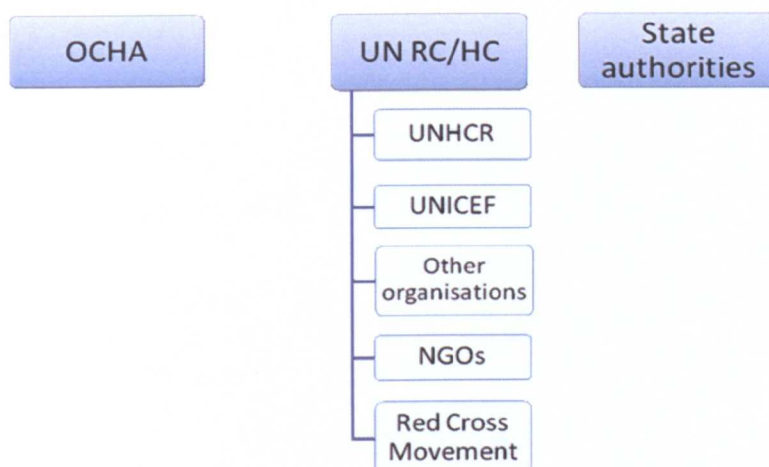 OCHA
UN RC/HC
State
authorities
UNHCR
UNICEF
Other
organisations
NGOs
Red Cross
Movement